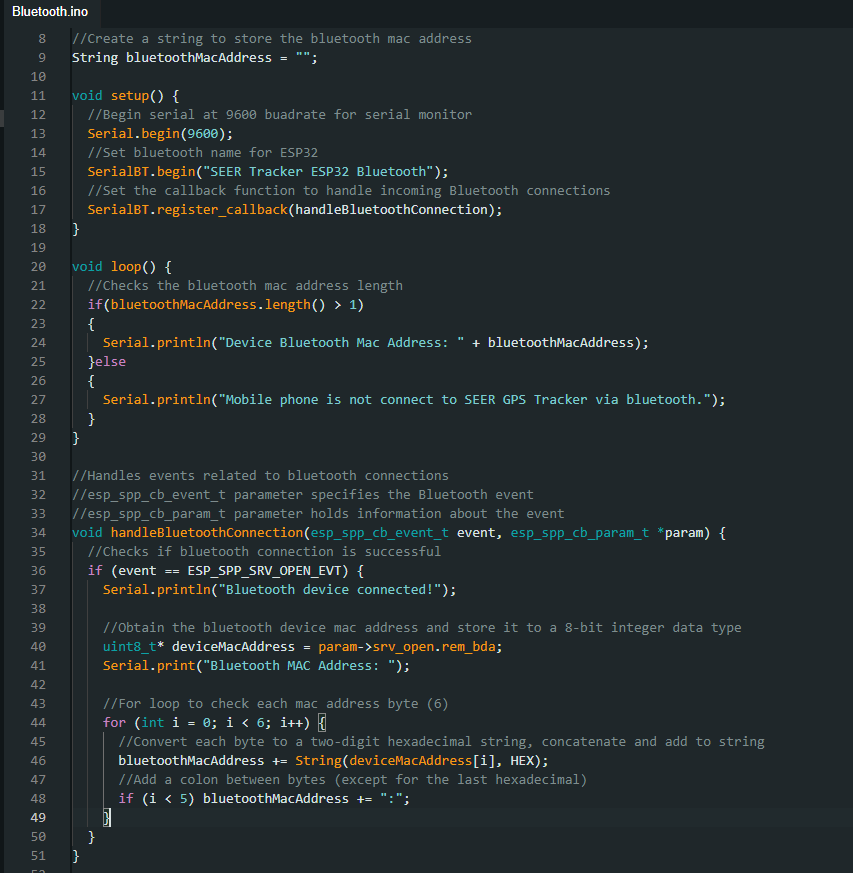 Bluetooth.ino
8 //Create a string to store the bluetooth mac address
9 String bluetoothMacAddress = "";
10
11 void setup() {
12 //Begin serial at 9600 buadrate for serial monitor
13 Serial.begin(9600);
14 //Set bluetooth name for ESP32
15 SerialBT.begin("SEER Tracker ESP32 Bluetooth");
16 //Set the callback function to handle incoming Bluetooth connections
17 SerialBT.register_callback(handleBluetoothConnection);
18 }
19
20 void loop() {
21 //Checks the bluetooth mac address length
22 if(bluetoothMacAddress.length() > 1)
23 {
24 Serial.println("Device Bluetooth Mac Address: " + bluetoothMacAddress);
25 }else
26 {
27 Serial.println("Mobile phone is not connect to SEER GPS Tracker via bluetooth.");
28 }
29 }
30
31 //Handles events related to bluetooth connections
32 //esp_spp_cb_event_t parameter specifies the Bluetooth event
33 //esp_spp_cb_param_t parameter holds information about the event
34 void handleBluetoothConnection(esp_spp_cb_event_t event, esp_spp_cb_param_t *param) {
35 //Checks if bluetooth connection is successful
36 if (event == ESP_SPP_SRV_OPEN_EVT) {
37 Serial.println("Bluetooth device connected!");
38
39 //Obtain the bluetooth device mac address and store it to a 8-bit integer data type
40 uint8_t* deviceMacAddress = param->srv_open.rem_bda;
41 Serial.print("Bluetooth MAC Address: ");
42
43 //For loop to check each mac address byte (6)
44 for (int i = 0; i < 6; i++) {
45 //Convert each byte to a two-digit hexadecimal string, concatenate and add to string
46 bluetoothMacAddress += String(deviceMacAddress[i], HEX);
47 //Add a colon between bytes (except for the last hexadecimal)
48 if (i < 5) bluetoothMacAddress += ":";
49 }
50 }
51 }